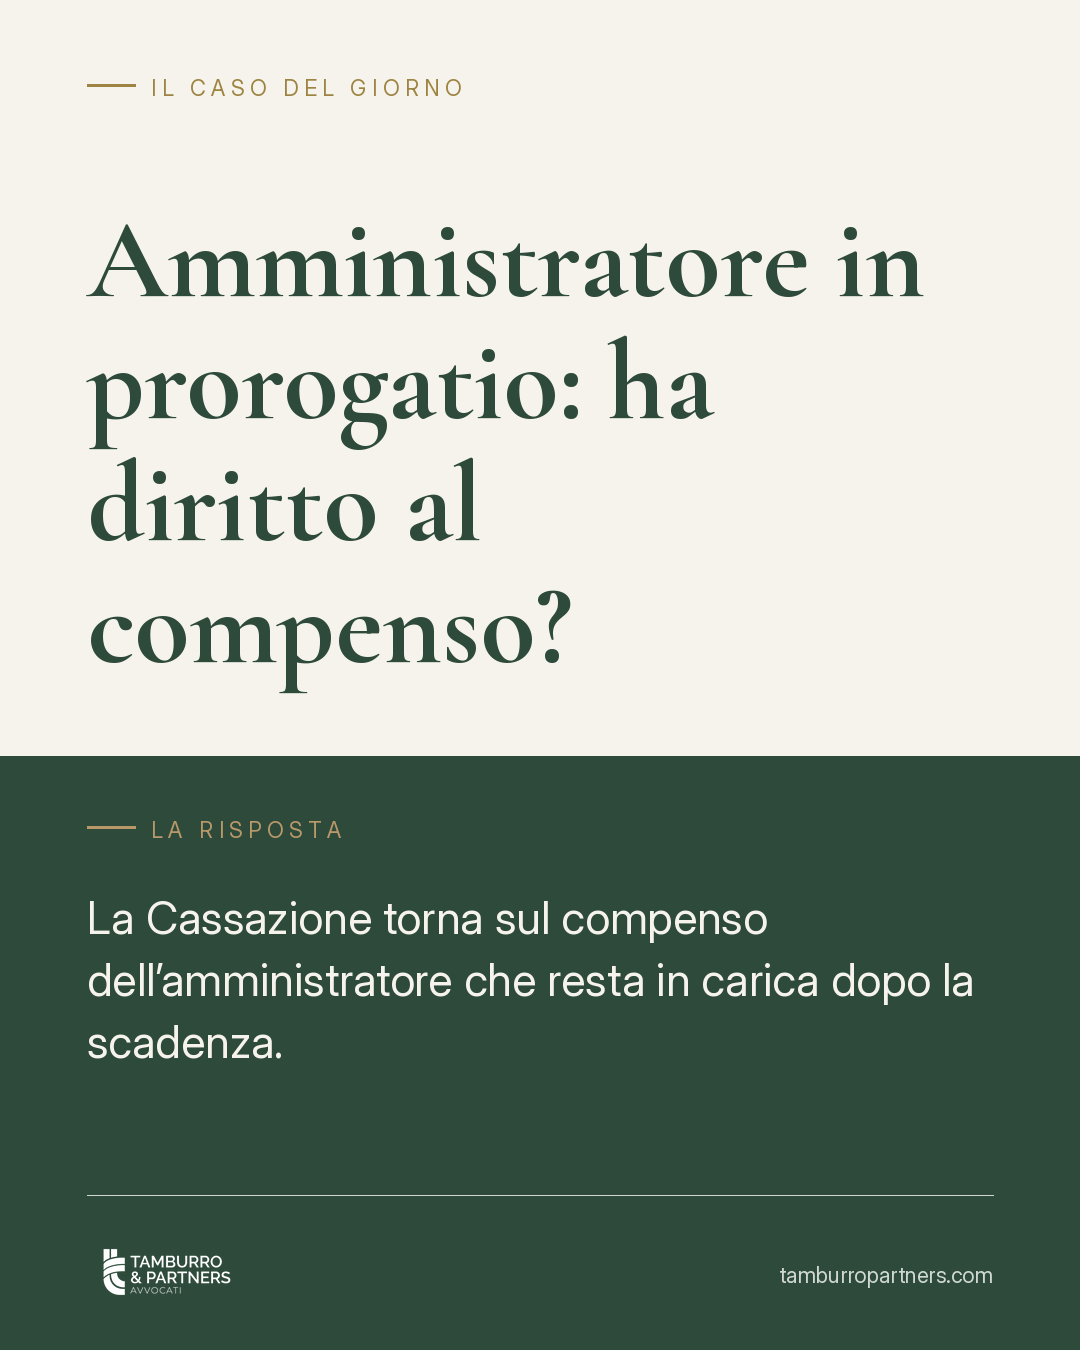 IL CASO DEL GIORNO
Amministratore in
prorogatio: ha
diritto al
compenso?
LA RISPOSTA
La Cassazione torna sul compenso
dell’amministratore che resta in carica dopo la
scadenza.
TAMBURRO
& PARTNERS
AVVOCATI
tamburropartners.com